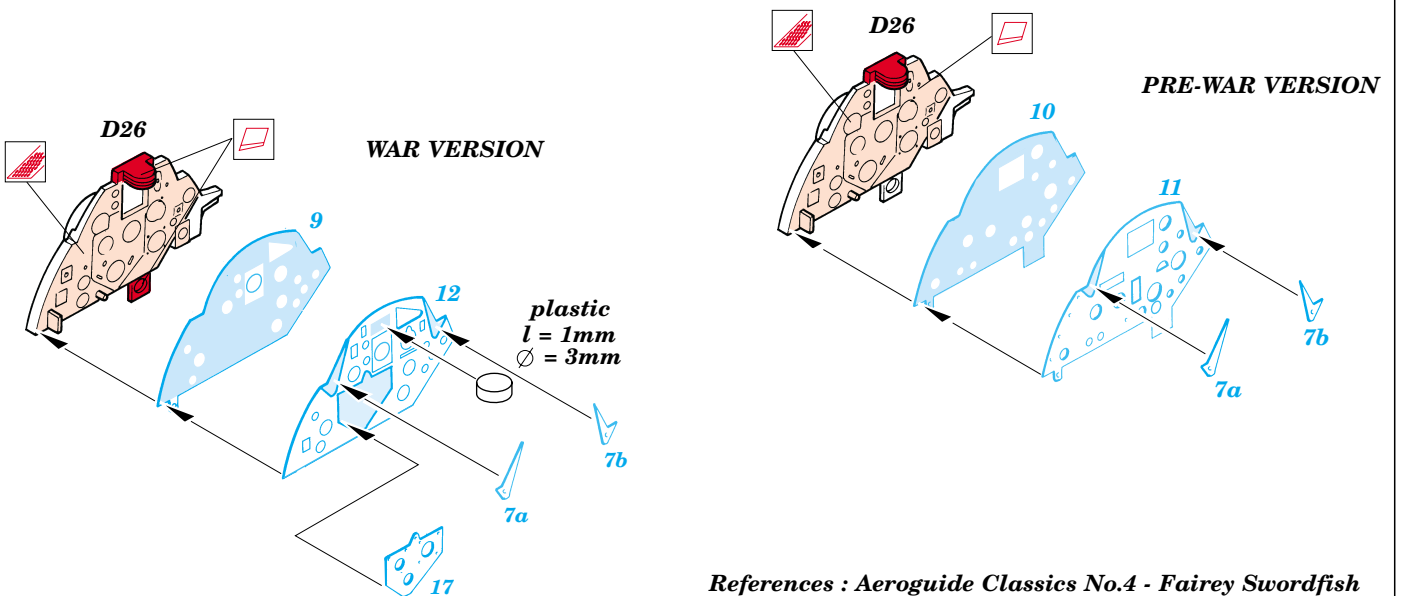 D26
WAR VERSION
9
12
plastic
l = 1mm
∅ = 3mm
7b
7a
17
D26
PRE-WAR VERSION
10
11
7b
7a
References : Aeroguide Classics No.4 - Fairey Swordfish